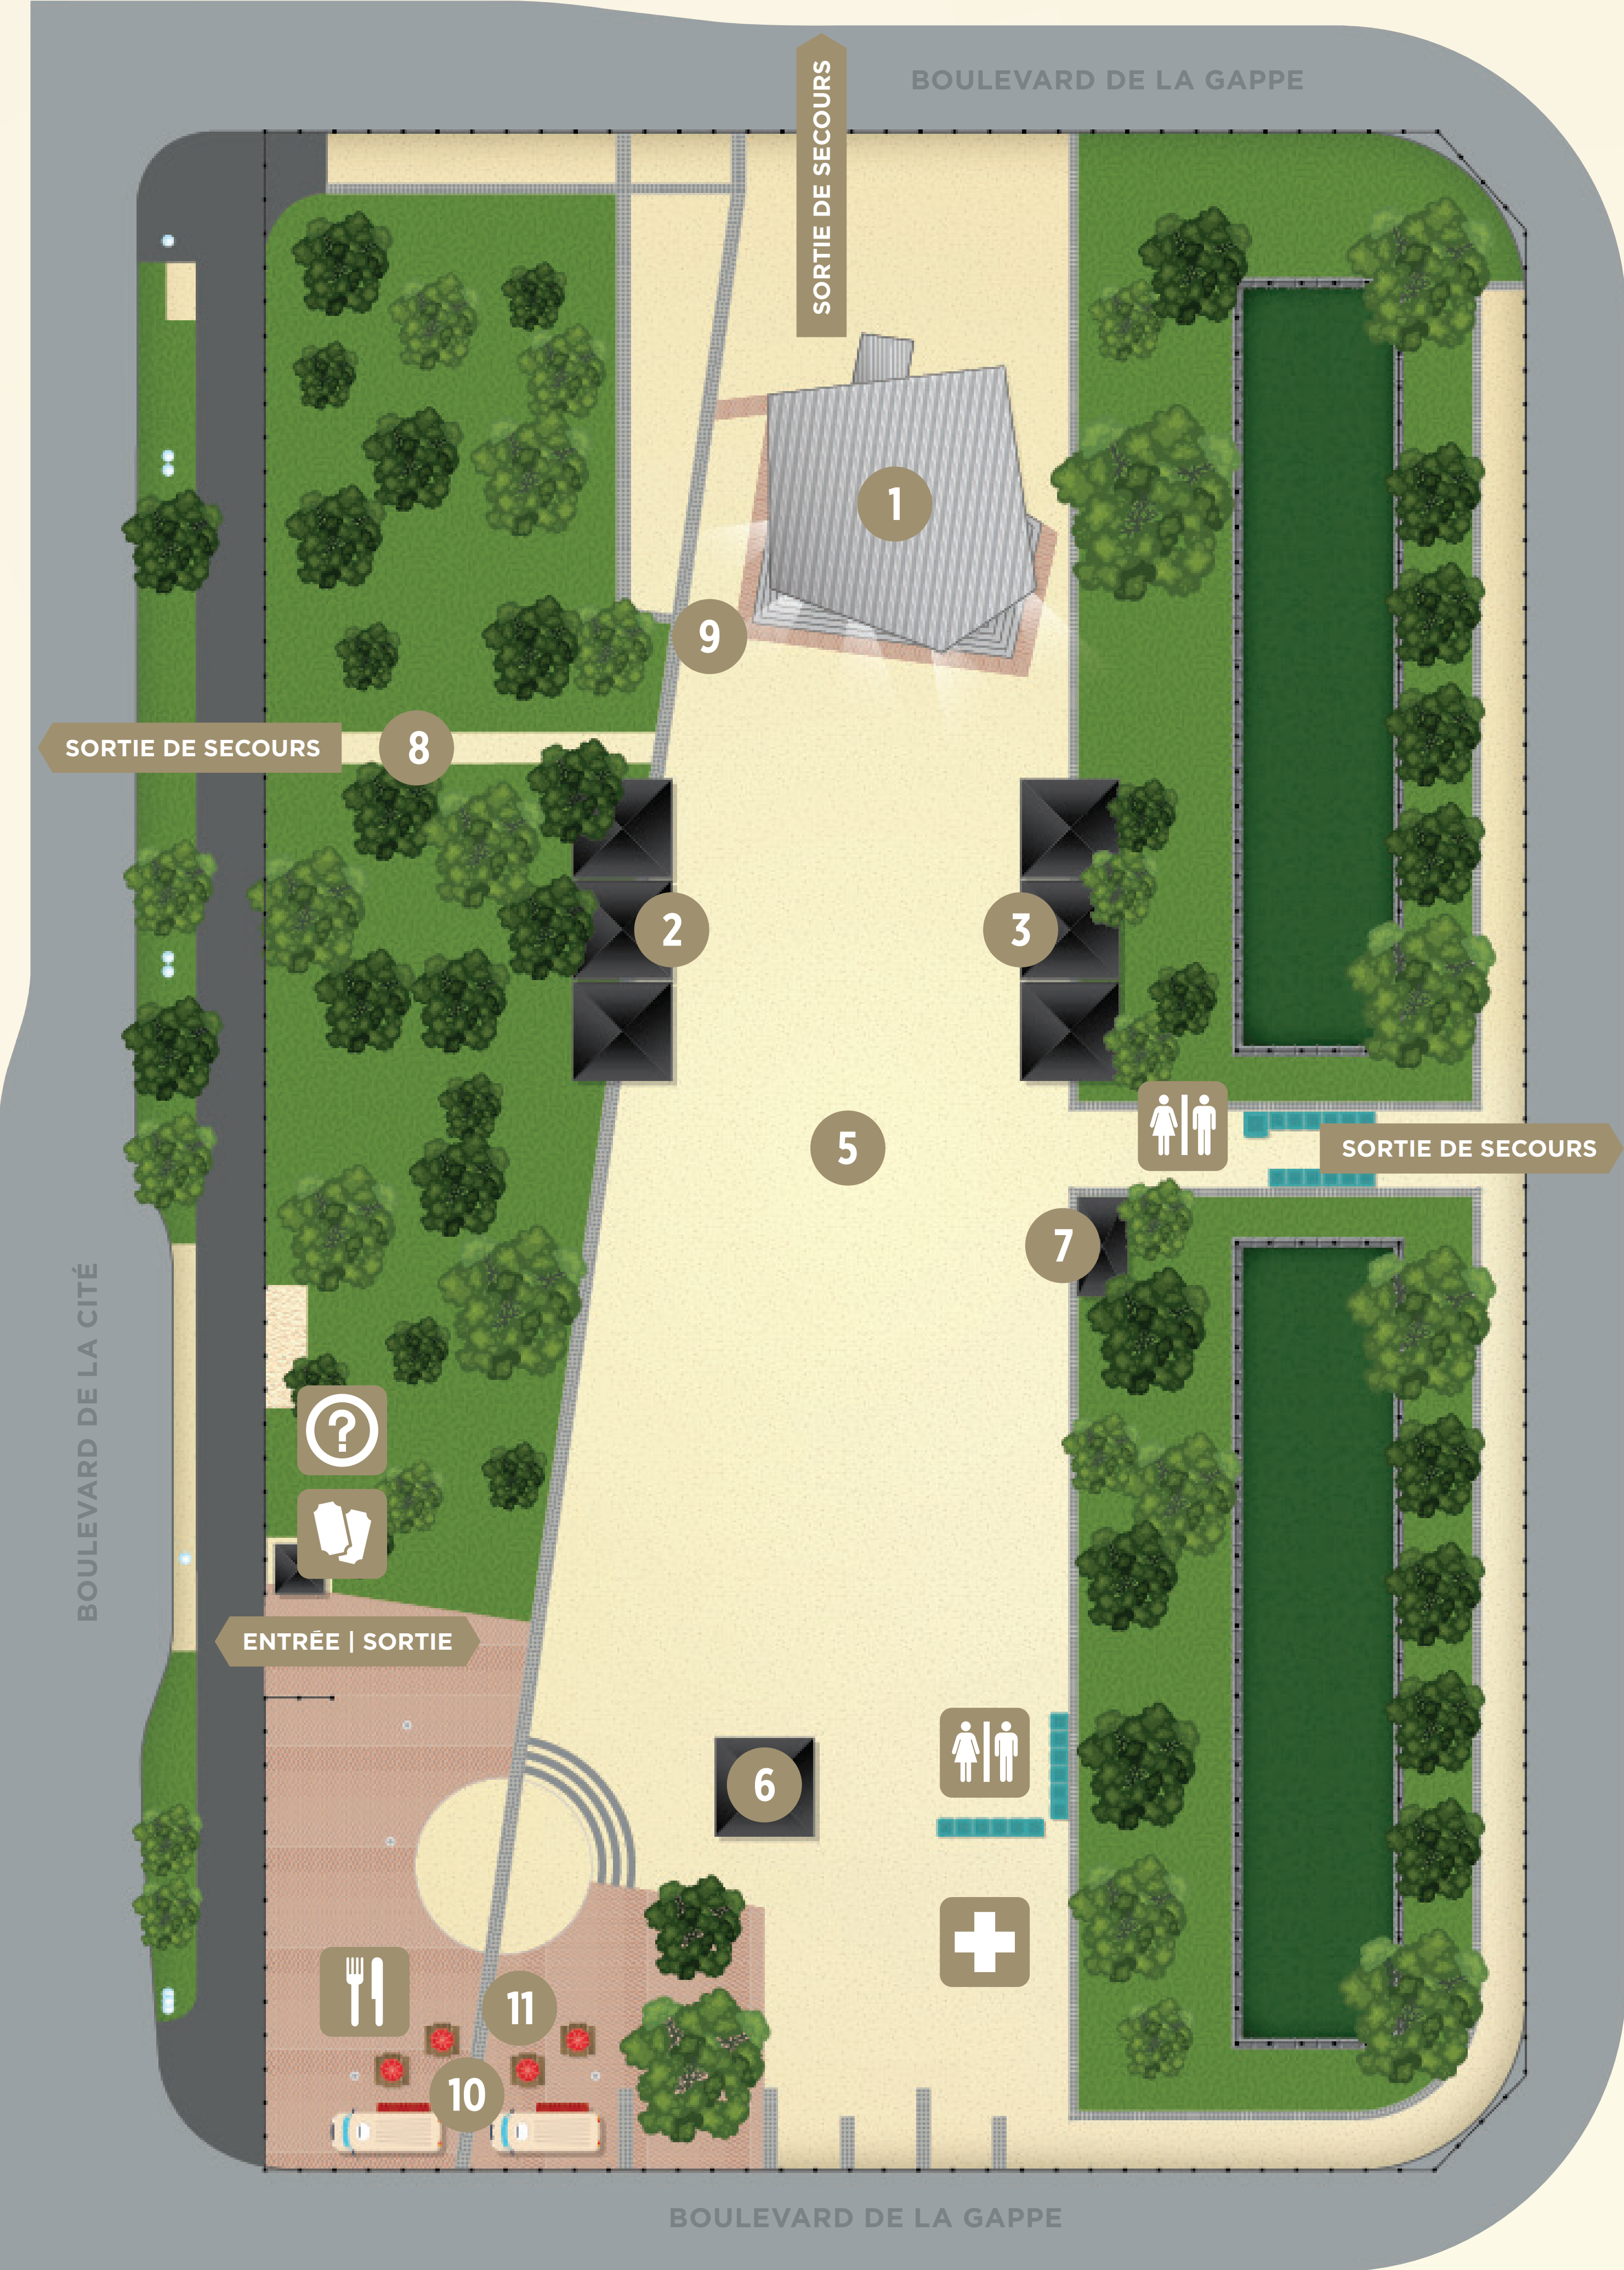 BOULEVARD DE LA GAPPE
SORTIE DE SECOURS
1
9
SORTIE DE SECOURS
8
2
3
5
SORTIE DE SECOURS
7
BOULEVARD DE LA CITÉ
?
ENTRÉE | SORTIE
6
11
10
BOULEVARD DE LA GAPPE